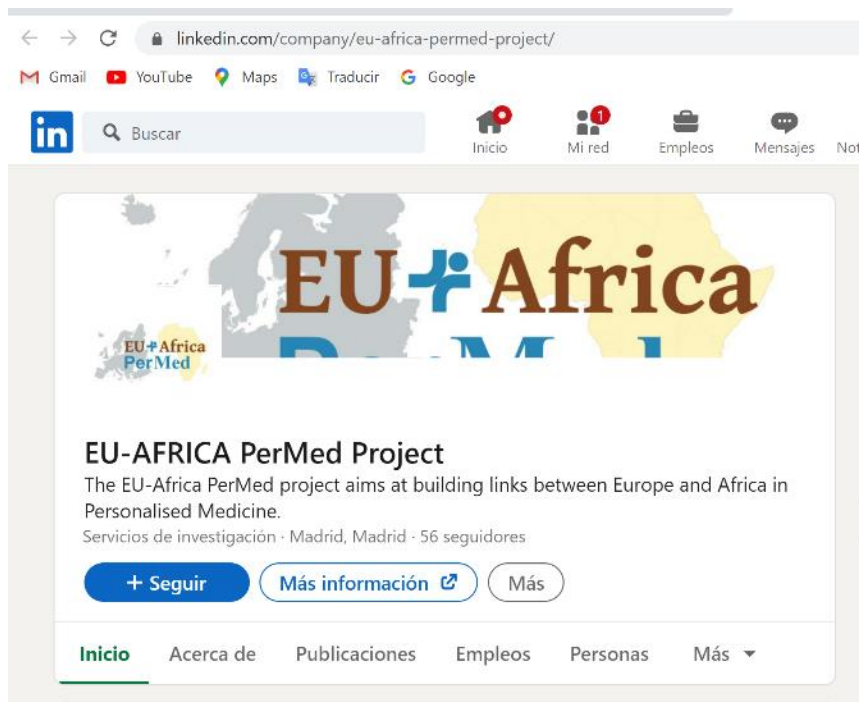 linkedin.com/company/eu-africa-permed-project/
Gmail YouTube Maps Traducir Google
in Buscar
1
Inicio Mi red Empleos Mensajes Not
EU Africa
PerMed
EU Africa
PerMed
EU-AFRICA PerMed Project
The EU-Africa PerMed project aims at building links between Europe and Africa in
Personalised Medicine.
Servicios de investigación · Madrid, Madrid · 56 seguidores
+ Seguir Más información Más
Inicio Acerca de Publicaciones Empleos Personas Más